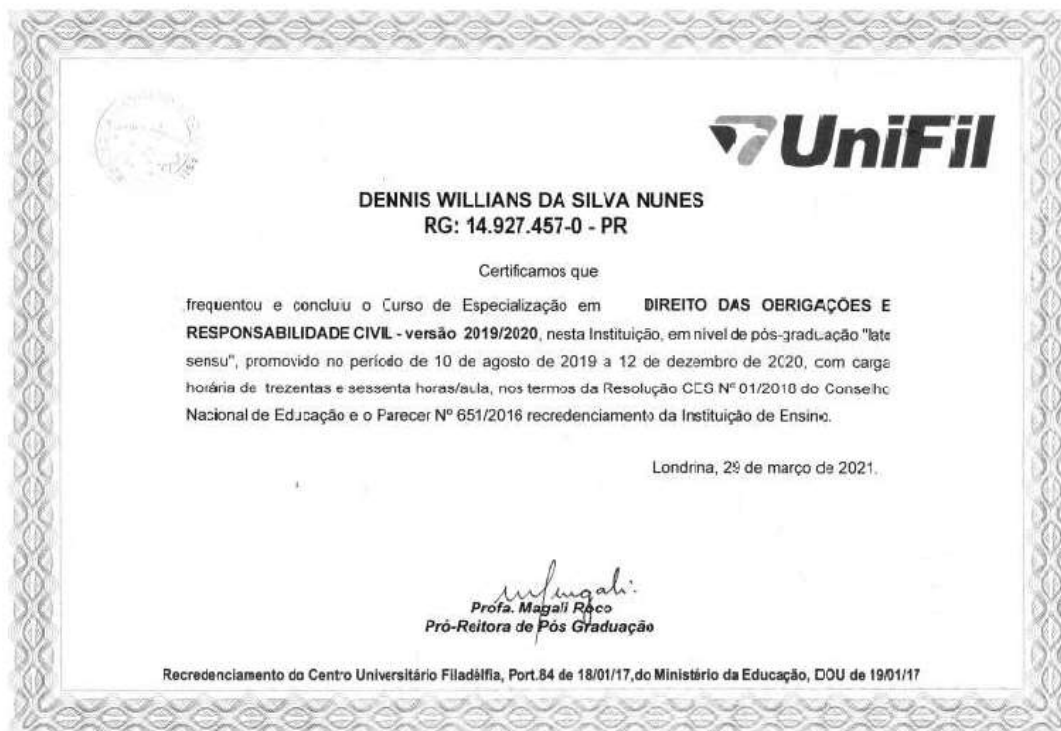 UniFil
DENNIS WILLIANS DA SILVA NUNES
RG: 14.927.457-0 - PR
Certificamos que
frequentou e concluiu o Curso de Especialização em DIREITO DAS OBRIGAÇÕES E
RESPONSABILIDADE CIVIL - versão 2019/2020, nesta Instituição, em nível de pós-graduação "lato
sensu", promovido no período de 10 de agosto de 2019 a 12 de dezembro de 2020, com carga
horária de trezentas e sessenta horas/aula, nos termos da Resolução CES Nº 01/2018 do Conselho
Nacional de Educação e o Parecer Nº 651/2016 recredenciamento da Instituição de Ensino.
Londrina, 29 de março de 2021.
Profa. Magali Roco
Pró-Reitora de Pós Graduação
Recredenciamento do Centro Universitário Filadélfia, Port.84 de 18/01/17,do Ministério da Educação, DOU de 19/01/17